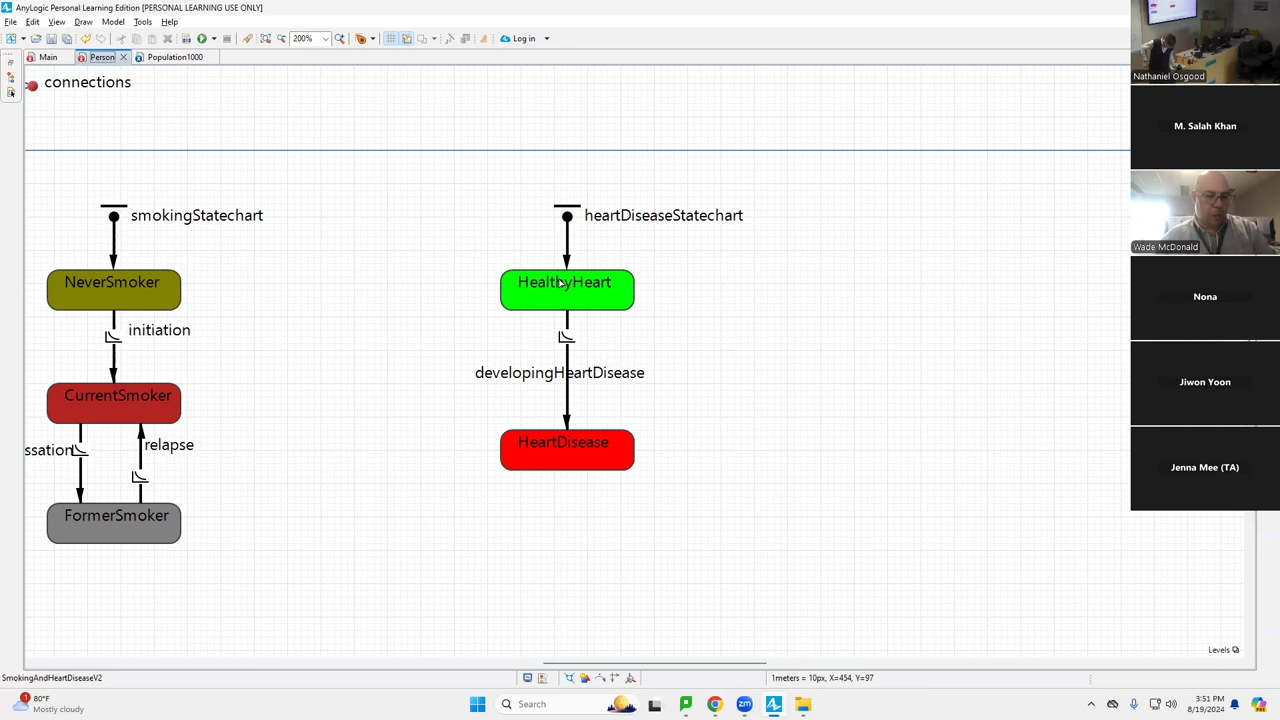 AnyLogic Personal Learning Edition [PERSONAL LEARNING USE ONLY]
File Edit View Draw Model Tools Help
200% Log in
Main Person Population1000
connections
smokingStatechart
heartDiseaseStatechart
NeverSmoker
HealthyHeart
initiation
developingHeartDisease
CurrentSmoker
HeartDisease
ssation
relapse
FormerSmoker
Levels
SmokingAndHeartDiseaseV2
1meters = 10px, X=454, Y=97
Nathaniel Osgood
M. Salah Khan
Wade McDonald
Nona
Jiwon Yoon
Jenna Mee (TA)
1
80°F
Mostly cloudy
Search
zm
3:51 PM
8/19/2024